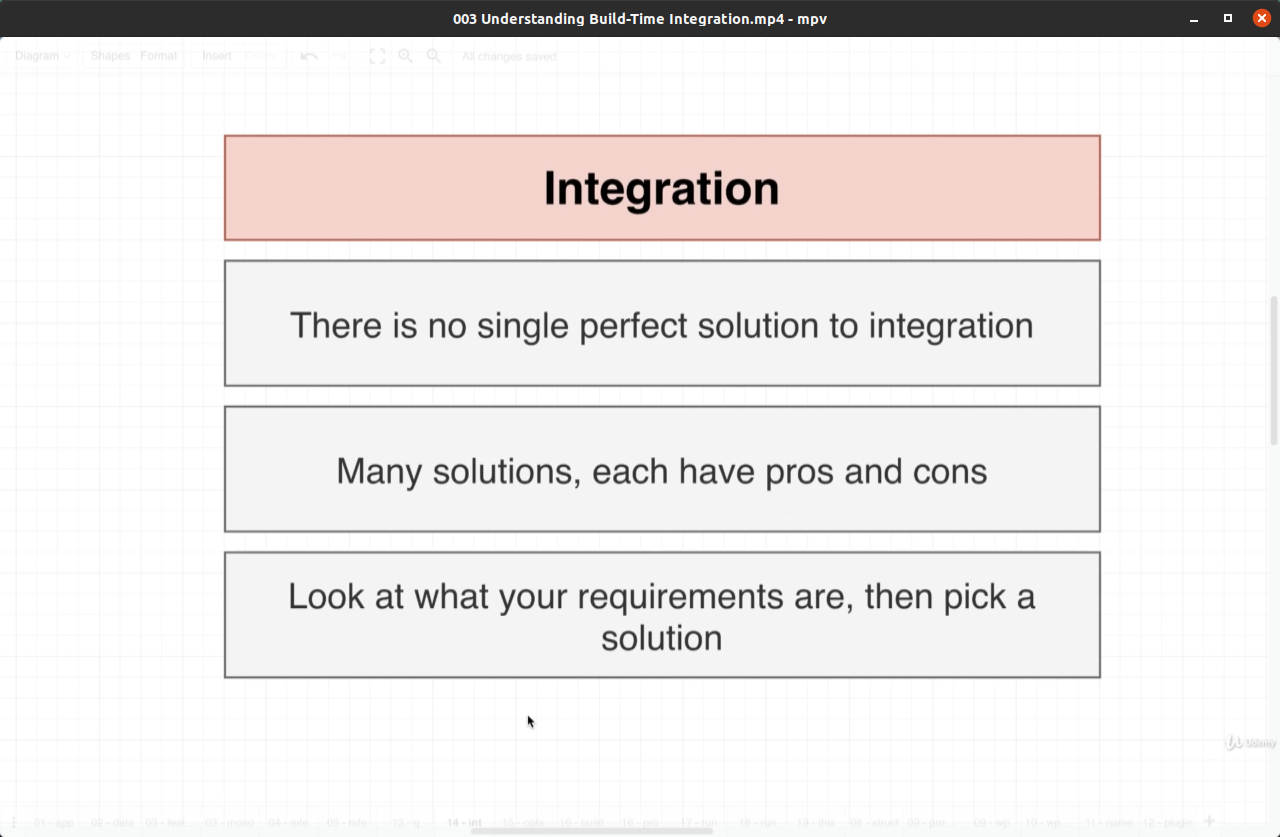 003 Understanding Build-Time Integration.mp4 - mpv
Diagram Shapes Format Insert All changes saved
Integration
There is no single perfect solution to integration
Many solutions, each have pros and cons
Look at what your requirements are, then pick a
solution
Udemy
01 - app 02 - date 03 - feat... 03 - mono 04 - mfe 05 - mfe 13 - q 14 - int 15 - opts 16 - build 16 - pro 17 - run 18 - run 19 - this 08 - struct 09 - pro... 09 - wp 10 - wp... 11 - name 12 - plugin